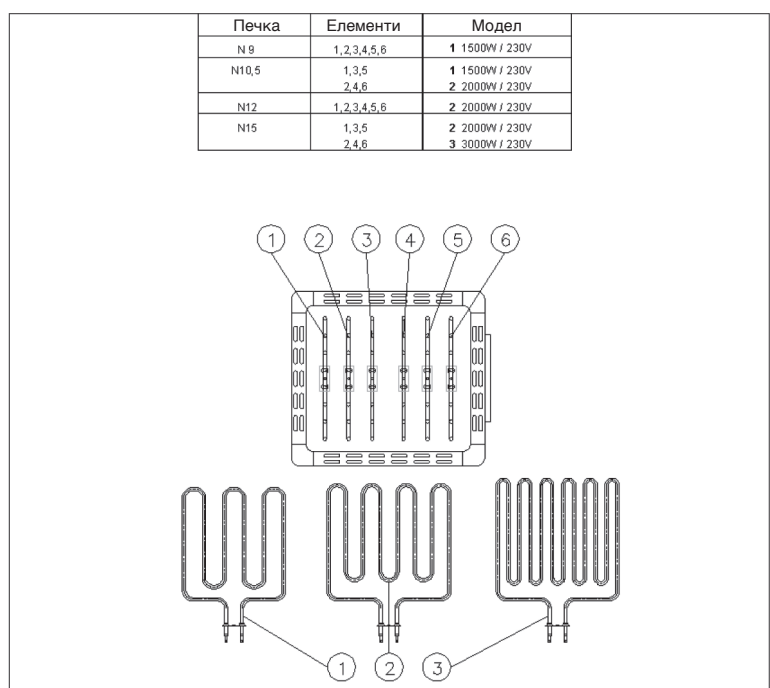 Печка Елементи Модел
N 9 1,2,3,4,5,6 1 1500W / 230V
N10,5 1,3,5 1 1500W / 230V
2,4,6 2 2000W / 230V
N12 1,2,3,4,5,6 2 2000W / 230V
N15 1,3,5 2 2000W / 230V
2,4,6 3 3000W / 230V
1 2 3 4 5 6
1 2 3